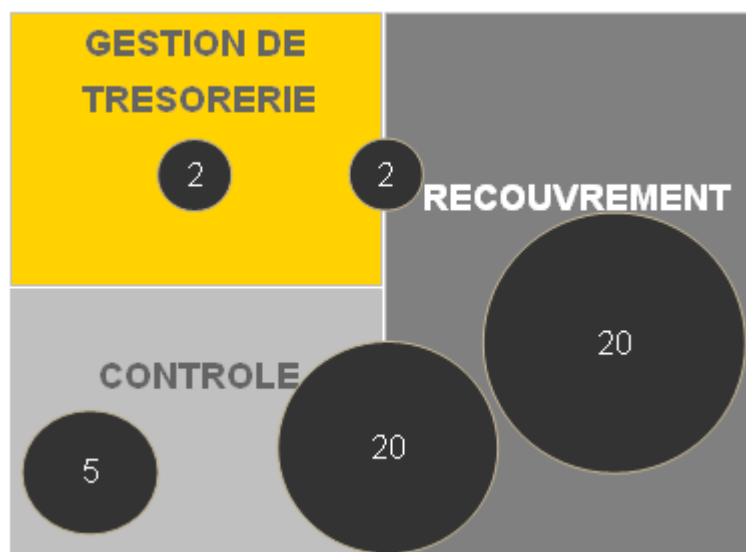 GESTION DE
TRESORERIE
2
2
RECOUVREMENT
20
CONTROLE
20
5